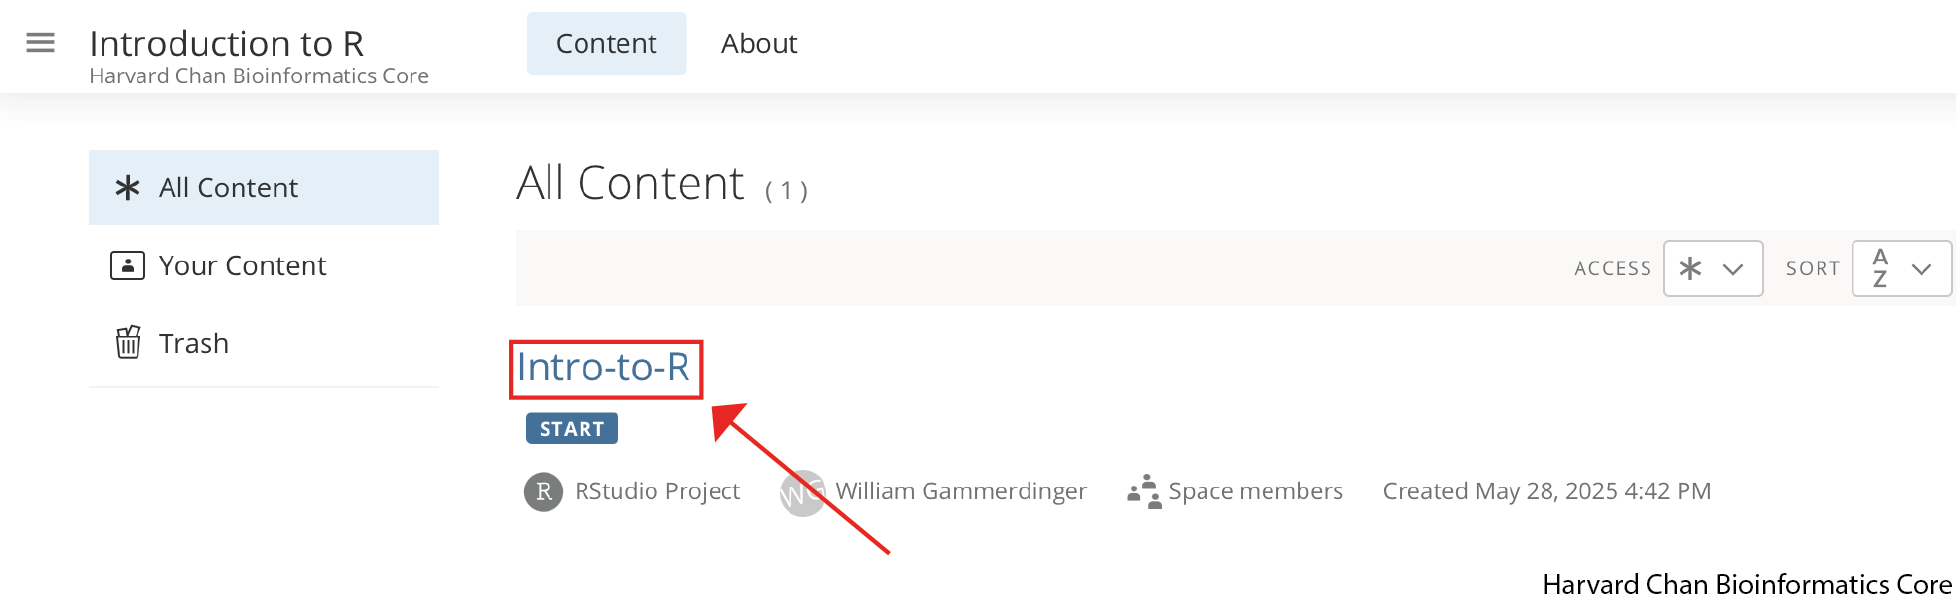 Introduction to R
Harvard Chan Bioinformatics Core
Content
About
All Content
Your Content
Trash
All Content ( 1 )
ACCESS
SORT
A
Z
Intro-to-R
START
R RStudio Project
WG William Gammerdinger
Space members
Created May 28, 2025 4:42 PM
Harvard Chan Bioinformatics Core